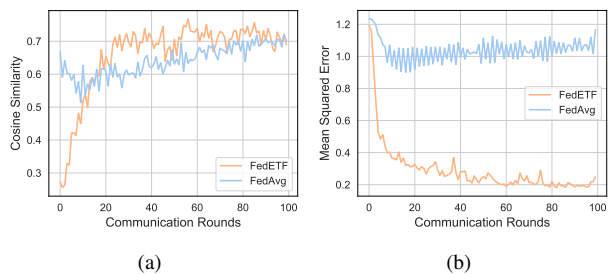 0.7
0.6
0.5
0.4
0.3
Cosine Similarity
FedETF
FedAvg
0 20 40 60 80 100
Communication Rounds
(a)
1.2
1.0
0.8
0.6
0.4
0.2
Mean Squared Error
FedETF
FedAvg
0 20 40 60 80 100
Communication Rounds
(b)